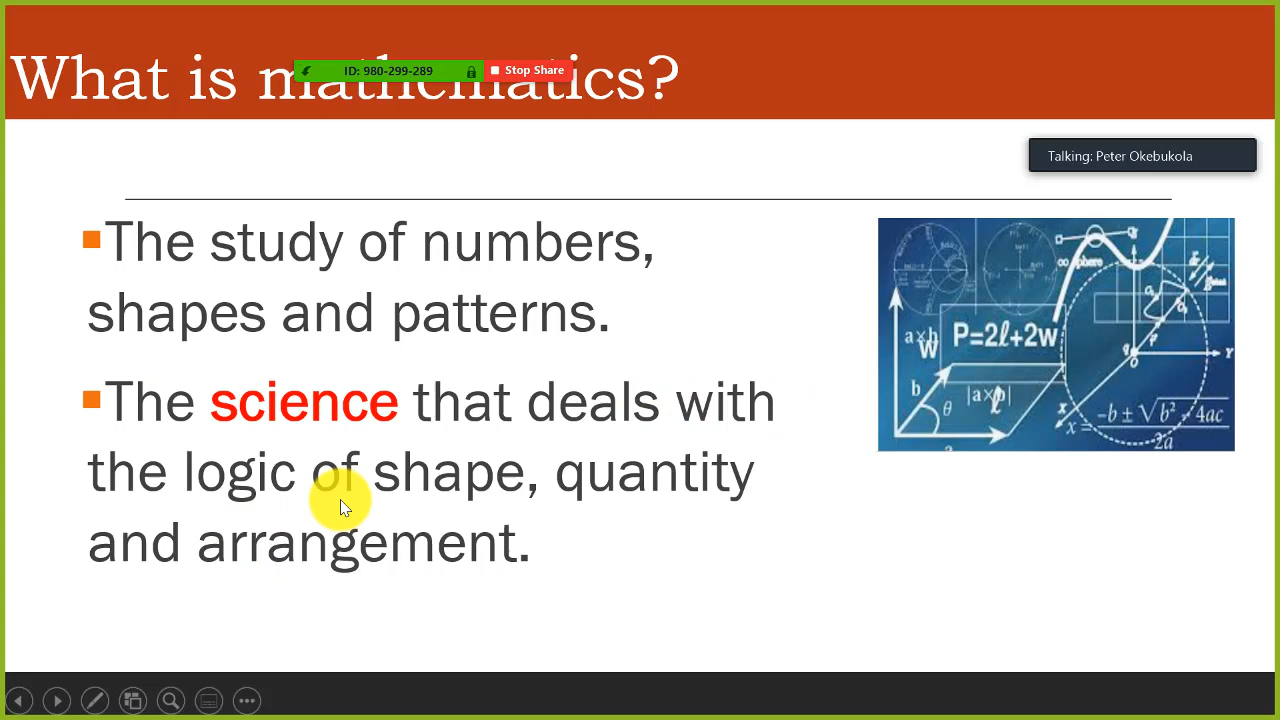 What is mathematics?
ID: 980-299-289
Stop Share
Talking: Peter Okebukola
▪The study of numbers,
shapes and patterns.
▪The science that deals with
the logic of shape, quantity
and arrangement.
∞ sphere
a×b
W
P=2ℓ+2w
b
θ
|a×b|
ℓ
q
O
r
Y
x
x = -b ± √b² - 4ac
2a
a